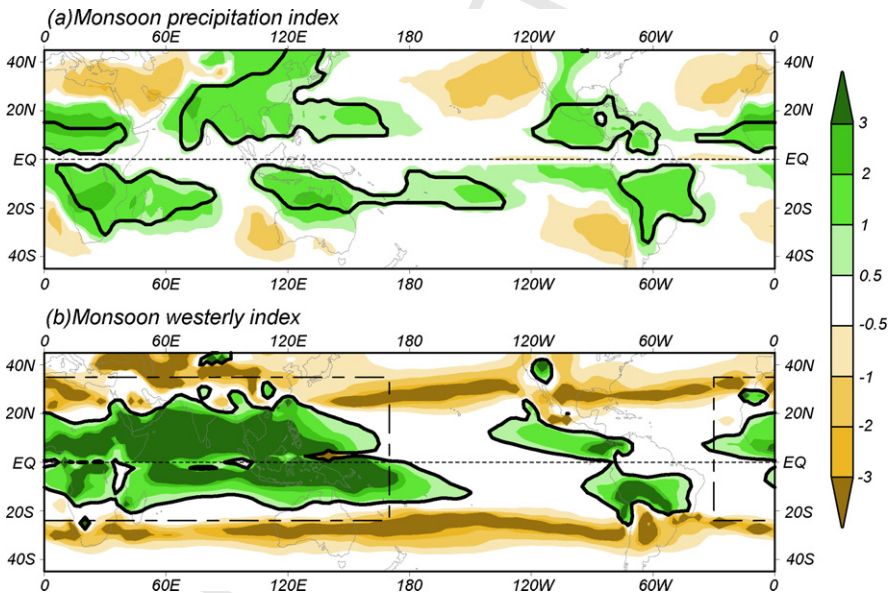 (a)Monsoon precipitation index
0 60E 120E 180 120W 60W 0
40N 40N
20N 20N
EQ EQ
20S 20S
40S 40S
0 60E 120E 180 120W 60W 0
(b)Monsoon westerly index
0 60E 120E 180 120W 60W 0
40N 40N
20N 20N
EQ EQ
20S 20S
40S 40S
0 60E 120E 180 120W 60W 0
3
2
1
0.5
-0.5
-1
-2
-3